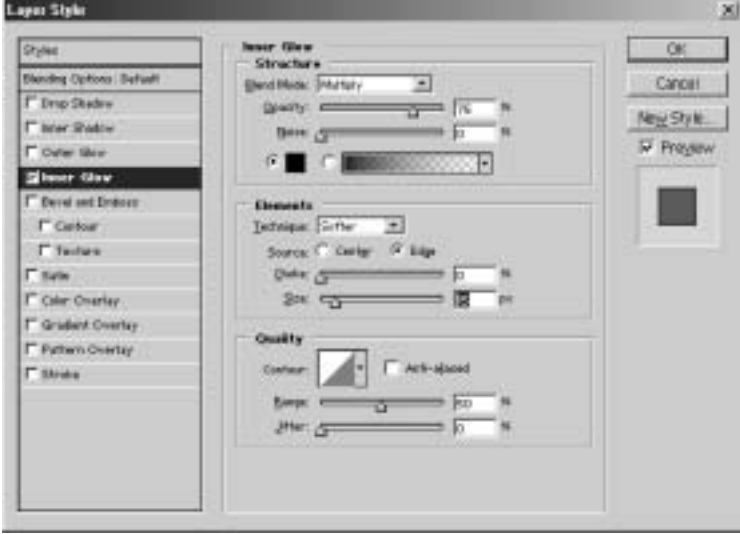 Layer Style
Styles
Blending Options: Default
Drop Shadow
Inner Shadow
Outer Glow
Inner Glow
Bevel and Emboss
Contour
Texture
Satin
Color Overlay
Gradient Overlay
Pattern Overlay
Stroke
Inner Glow
Structure
Blend Mode: Multiply
Opacity: 75 %
Noise: 0 %
Elements
Technique: Softer
Source: Center Edge
Choke: 0 %
Size: px
Quality
Contour: Anti-aliased
Range: 50 %
Jitter: 0 %
OK
Cancel
New Style...
Preview